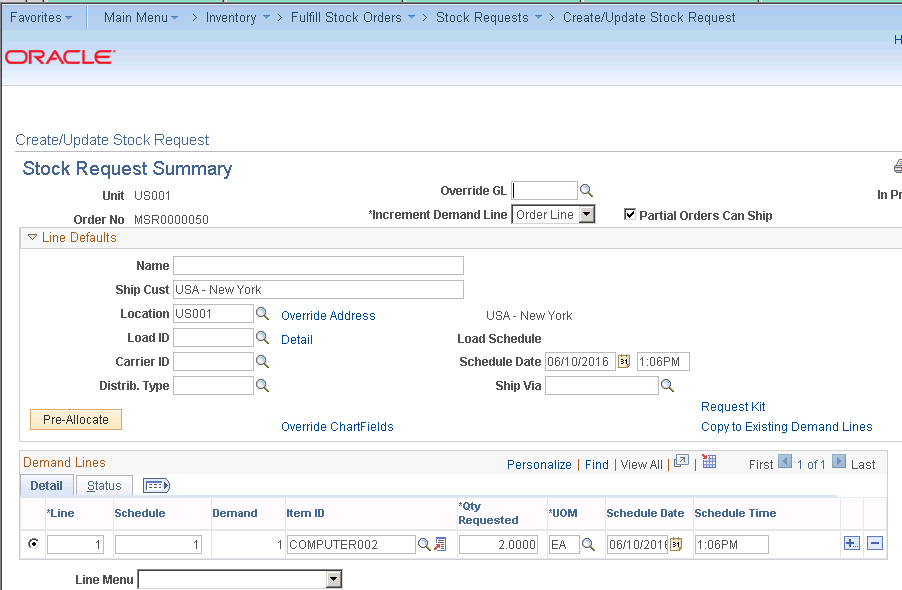 Favorites Main Menu > Inventory > Fulfill Stock Orders > Stock Requests > Create/Update Stock Request
ORACLE
Create/Update Stock Request
Stock Request Summary
Unit US001
Override GL
Order No MSR0000050
*Increment Demand Line Order Line
Partial Orders Can Ship
Line Defaults
Name
Ship Cust USA - New York
Location US001 Override Address USA - New York
Load ID Detail Load Schedule
Carrier ID Schedule Date 06/10/2016 31 1:06PM
Distrib. Type Ship Via
Request Kit
Pre-Allocate Override ChartFields Copy to Existing Demand Lines
Demand Lines Personalize | Find | View All | | First 1 of 1 Last
Detail Status
*Line Schedule Demand Item ID *Qty Requested *UOM Schedule Date Schedule Time
1 1 1 COMPUTER002 2.0000 EA 06/10/2016 31 1:06PM
Line Menu